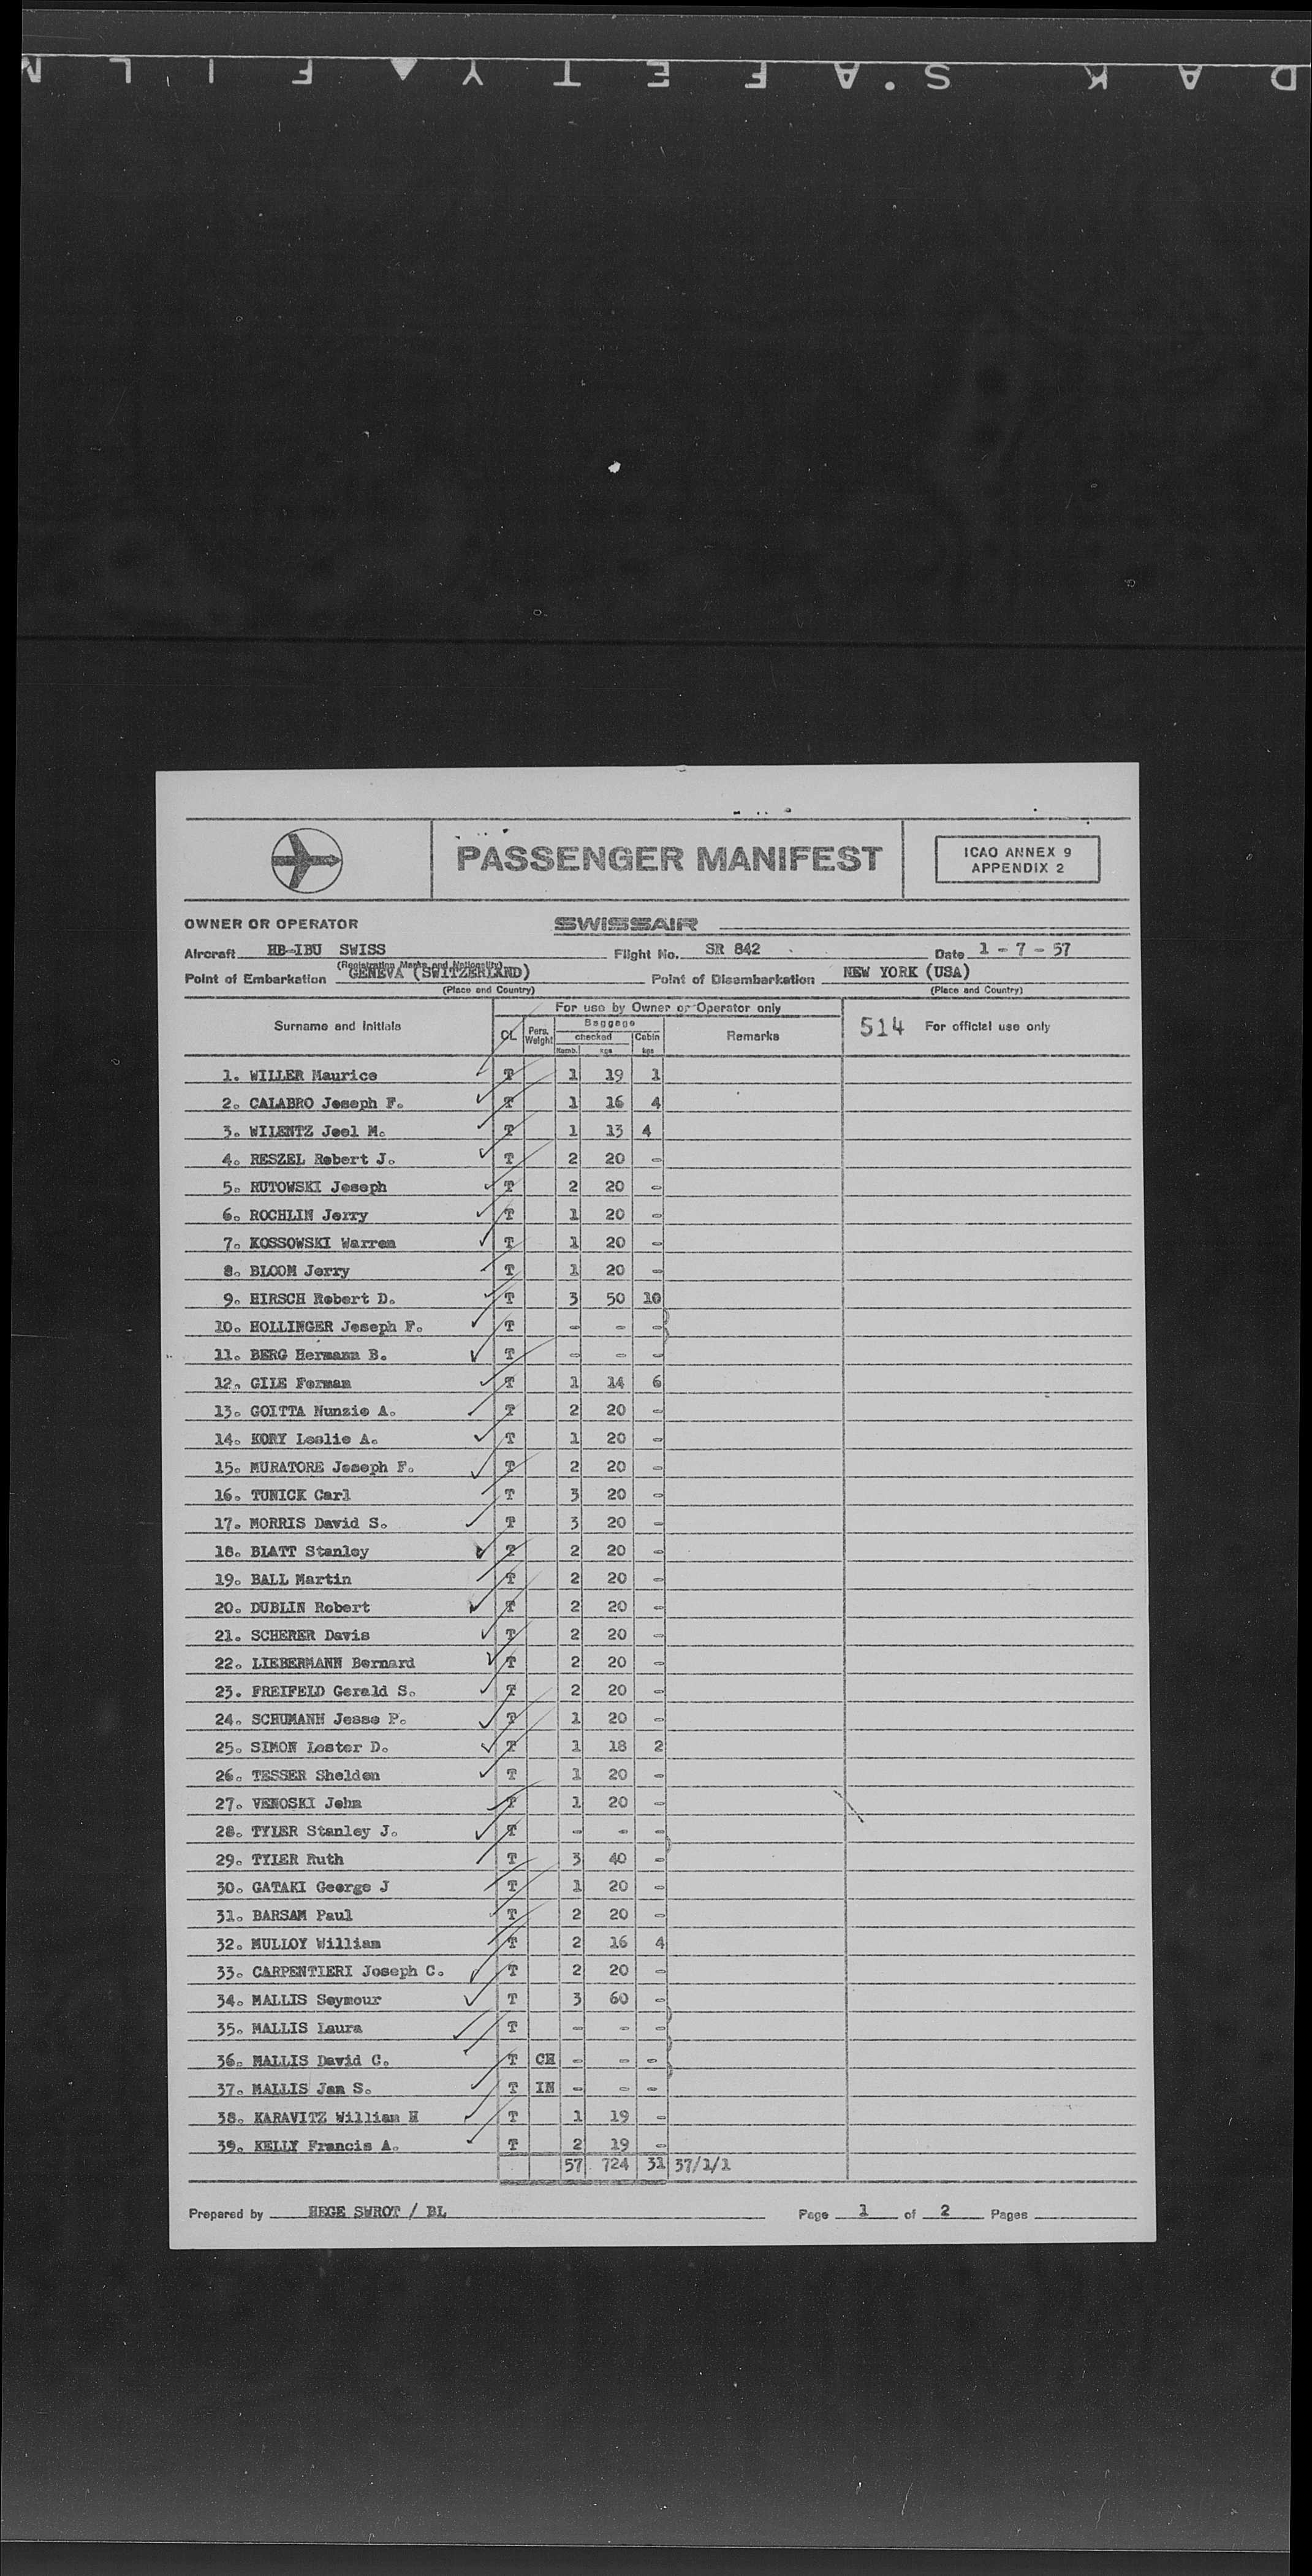 DAK S•AFETY▲FILM
PASSENGER MANIFEST
ICAO ANNEX 9
APPENDIX 2
OWNER OR OPERATOR SWISSAIR
Aircraft HB-IBU SWISS Flight No. SR 842 Date 1 - 7 - 57
(Registration Marks and Nationality)
Point of Embarkation GENEVA (SWITZERLAND) Point of Disembarkation NEW YORK (USA)
(Place and Country) (Place and Country)
For use by Owner or Operator only
Surname and Initials CL Pers. Weight Baggage checked Numb. kgs Cabin kgs Remarks 514 For official use only
1. WILLER Maurice T 1 19 1
2. CALABRO Joseph F. T 1 16 4
3. WILENTZ Joel M. T 1 13 4
4. RESZEL Robert J. T 2 20 -
5. RUTOWSKI Joseph T 2 20 -
6. ROCHLIN Jerry T 1 20 -
7. KOSSOWSKI Warren T 1 20 -
8. BLOOM Jerry T 1 20 -
9. HIRSCH Robert D. T 3 50 10
10. HOLLINGER Joseph F. T - - -
11. BERG Hermann B. T - - -
12. GILE Forman T 1 14 6
13. GOITTA Nunzio A. T 2 20 -
14. KORY Leslie A. T 1 20 -
15. MURATORE Joseph F. T 2 20 -
16. TUNICK Carl T 3 20 -
17. MORRIS David S. T 3 20 -
18. BLATT Stanley T 2 20 -
19. BALL Martin T 2 20 -
20. DUBLIN Robert T 2 20 -
21. SCHERER Davis T 2 20 -
22. LIEBERMANN Bernard T 2 20 -
23. FREIFELD Gerald S. T 2 20 -
24. SCHUMANN Jesse P. T 1 20 -
25. SIMON Lester D. T 1 18 2
26. TESSER Sheldon T 1 20 -
27. VENOSKI John T 1 20 -
28. TYLER Stanley J. T - - -
29. TYLER Ruth T 3 40 -
30. GATAKI George J T 1 20 -
31. BARSAM Paul T 2 20 -
32. MULLOY William T 2 16 4
33. CARPENTIERI Joseph C. T 2 20 -
34. MALLIS Seymour T 3 60 -
35. MALLIS Laura T - - -
36. MALLIS David C. T CH - - -
37. MALLIS Jan S. T IN - - -
38. KARAVITZ William H T 1 19 -
39. KELLY Francis A. T 2 19 -
57 724 31 37/1/1
Prepared by HEGE SWROT / BL Page 1 of 2 Pages